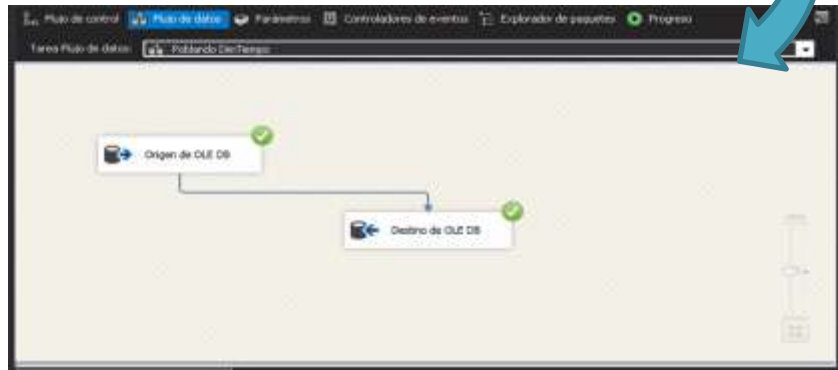 Flujo de control Flujo de datos Parámetros Controladores de eventos Explorador de paquetes Progreso
Tarea Flujo de datos: Poblando DimTiempo
Origen de OLE DB
Destino de OLE DB